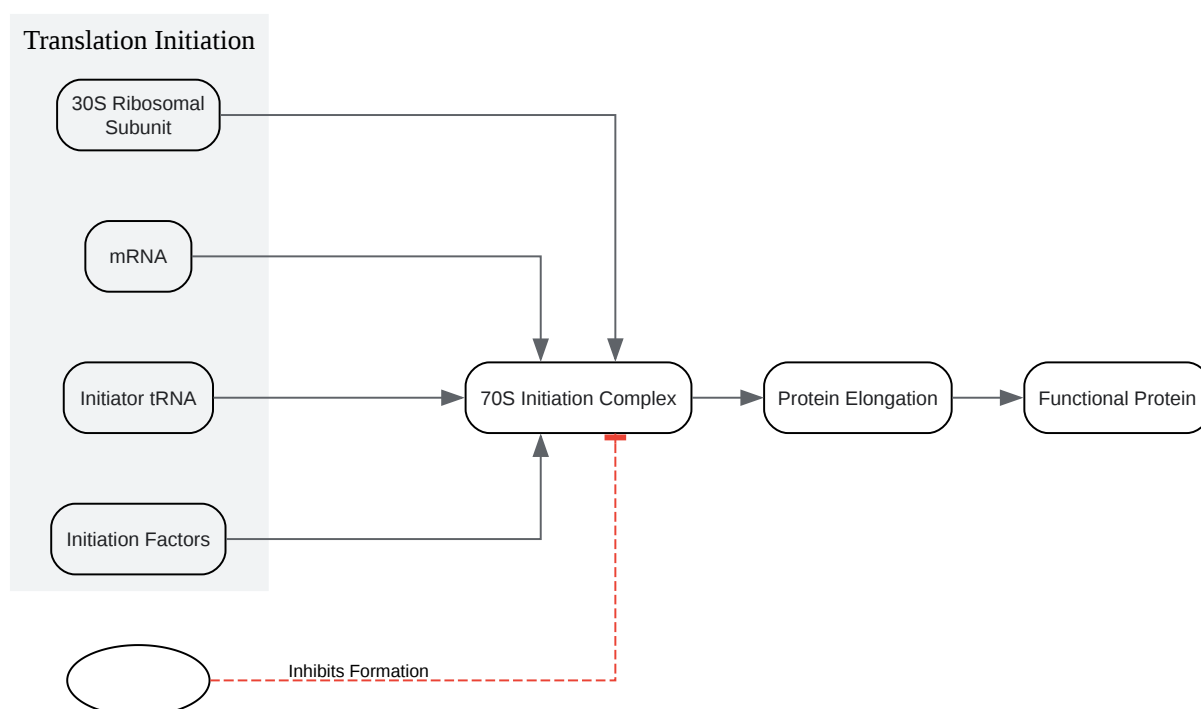 Translation Initiation
30S Ribosomal
Subunit
mRNA
Initiator tRNA
70S Initiation Complex
Protein Elongation
Functional Protein
Initiation Factors
Inhibits Formation